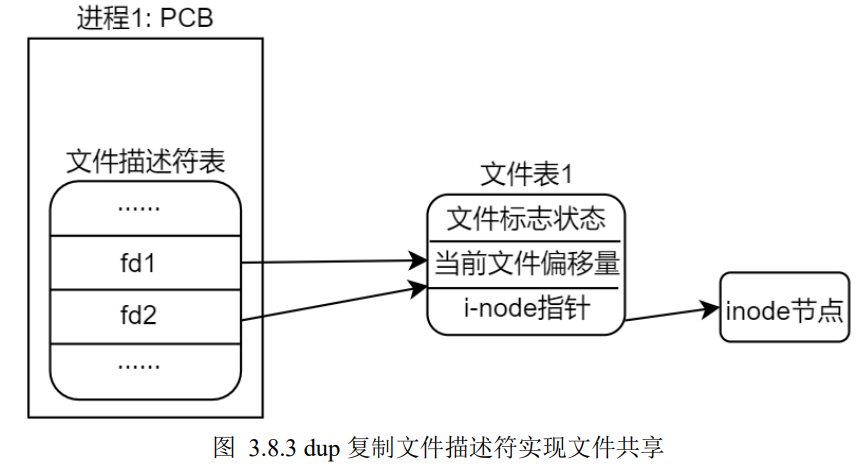 进程1: PCB
文件描述符表
······
fd1
fd2
······
文件表1
文件标志状态
当前文件偏移量
i-node指针
inode节点
图 3.8.3 dup 复制文件描述符实现文件共享